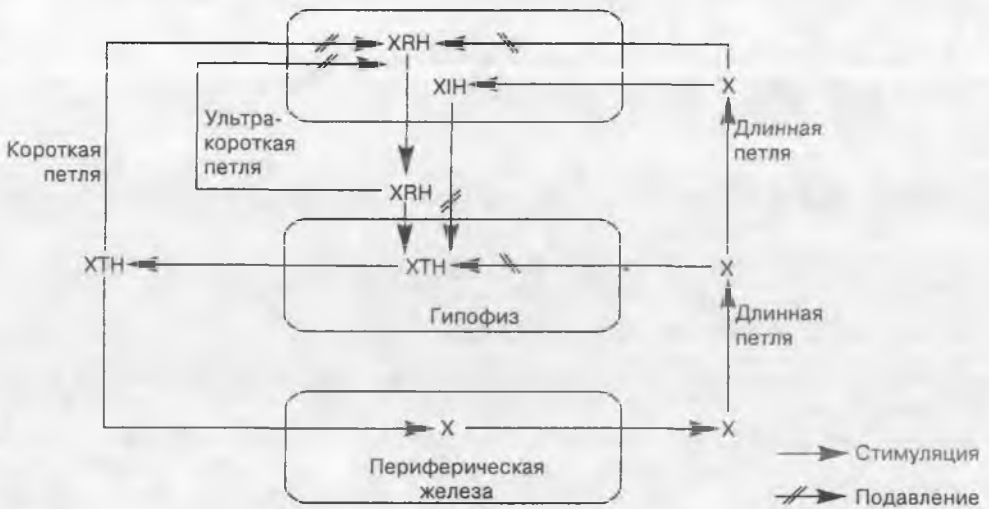 XRH
XIH
X
Ультра-
короткая
петля
Короткая
петля
Длинная
петля
XRH
XTH
XTH
X
Гипофиз
Длинная
петля
X
X
Периферическая
железа
Стимуляция
Подавление